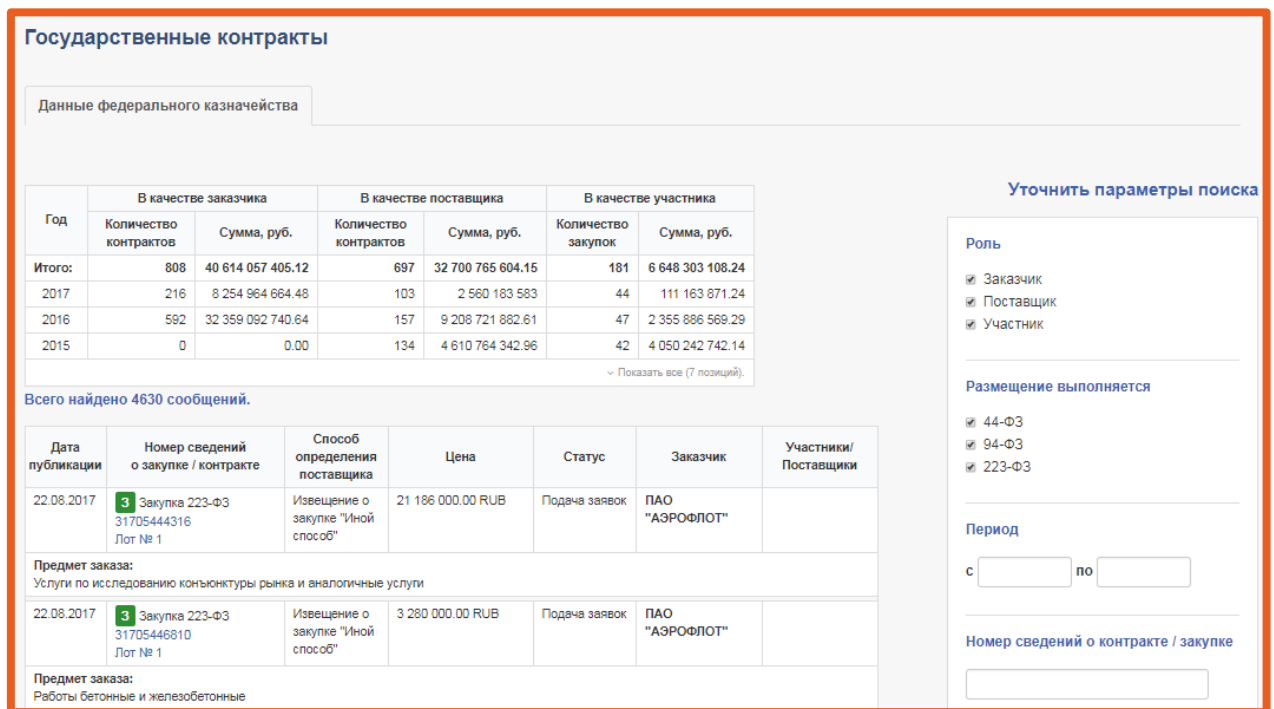 Государственные контракты
Данные федерального казначейства
Год
В качестве заказчика
В качестве поставщика
В качестве участника
Количество контрактов
Сумма, руб.
Количество контрактов
Сумма, руб.
Количество закупок
Сумма, руб.
Итого: 808 40 614 057 405.12 697 32 700 765 604.15 181 6 648 303 108.24
2017 216 8 254 964 664.48 103 2 560 183 583 44 111 163 871.24
2016 592 32 359 092 740.64 157 9 208 721 882.61 47 2 355 886 569.29
2015 0 0.00 134 4 610 764 342.96 42 4 050 242 742.14
Показать все (7 позиций).
Всего найдено 4630 сообщений.
Дата публикации
Номер сведений о закупке / контракте
Способ определения поставщика
Цена
Статус
Заказчик
Участники/ Поставщики
22.08.2017
З Закупка 223-ФЗ
31705444316
Лот № 1
Извещение о закупке "Иной способ"
21 186 000.00 RUB
Подача заявок
ПАО "АЭРОФЛОТ"
Предмет заказа:
Услуги по исследованию конъюнктуры рынка и аналогичные услуги
22.08.2017
З Закупка 223-ФЗ
31705446810
Лот № 1
Извещение о закупке "Иной способ"
3 280 000.00 RUB
Подача заявок
ПАО "АЭРОФЛОТ"
Предмет заказа:
Работы бетонные и железобетонные
Уточнить параметры поиска
Роль
Заказчик
Поставщик
Участник
Размещение выполняется
44-ФЗ
94-ФЗ
223-ФЗ
Период
с
по
Номер сведений о контракте / закупке